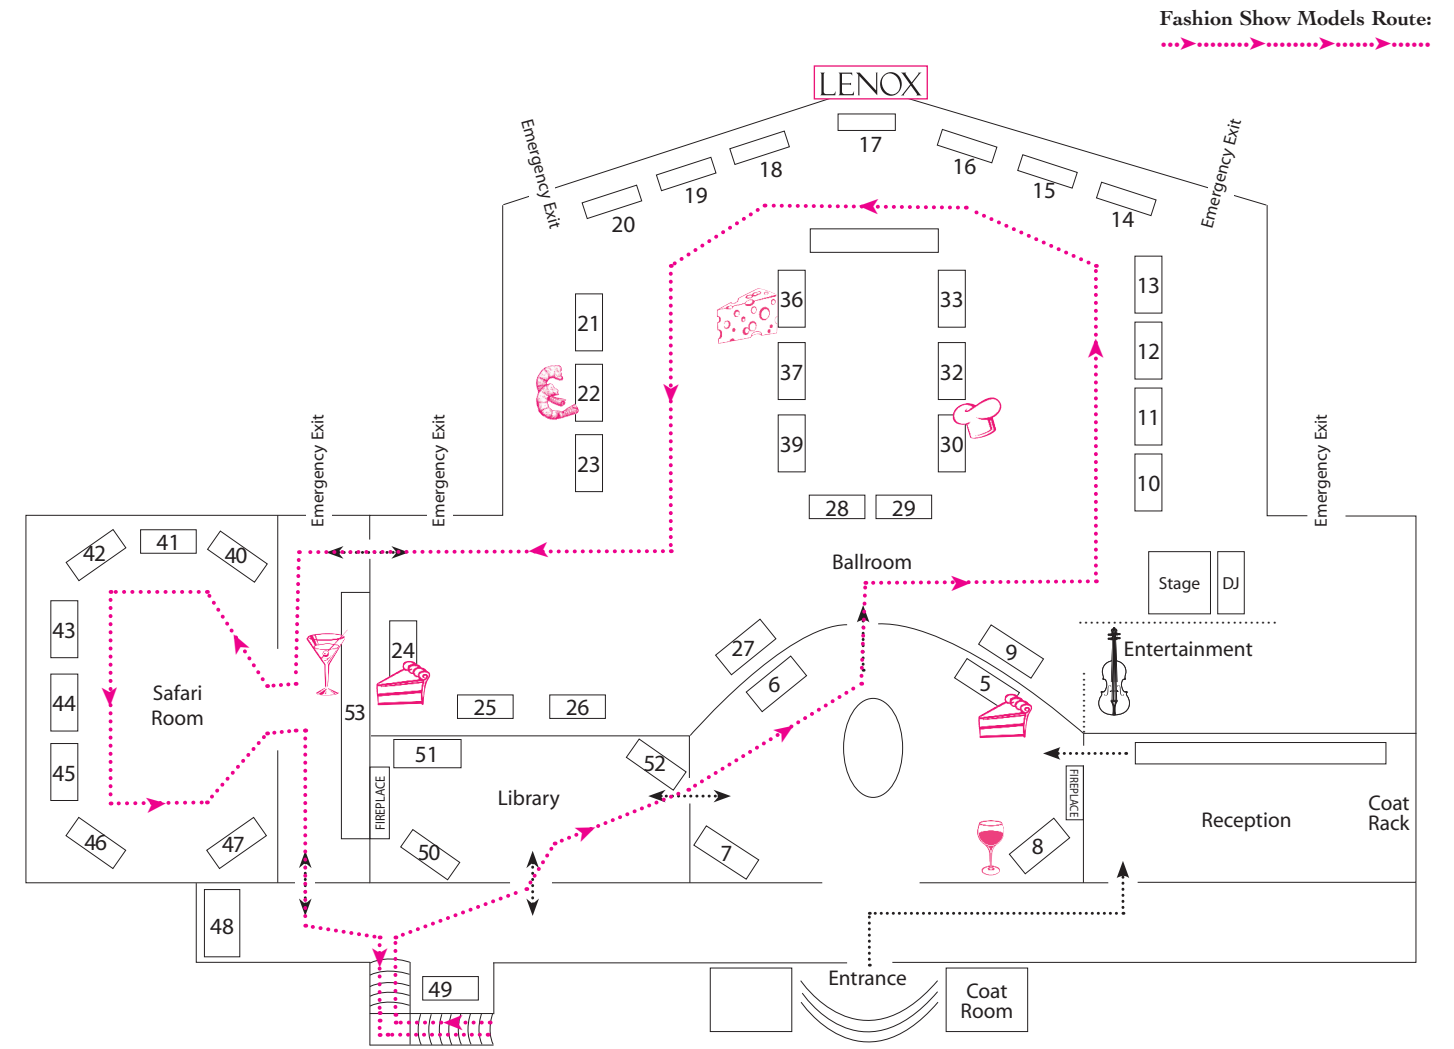 Fashion Show Models Route:
LENOX
Emergency Exit
Emergency Exit
17
18
16
19
15
20
14
13
36
33
21
12
37
32
22
11
39
30
23
10
28
29
Emergency Exit
Emergency Exit
Emergency Exit
42
41
40
Ballroom
Stage
DJ
43
24
27
9
Entertainment
6
5
Safari
Room
44
53
25
26
51
52
45
FIREPLACE
Library
FIREPLACE
Reception
Coat
Rack
46
47
50
7
8
48
49
Entrance
Coat
Room